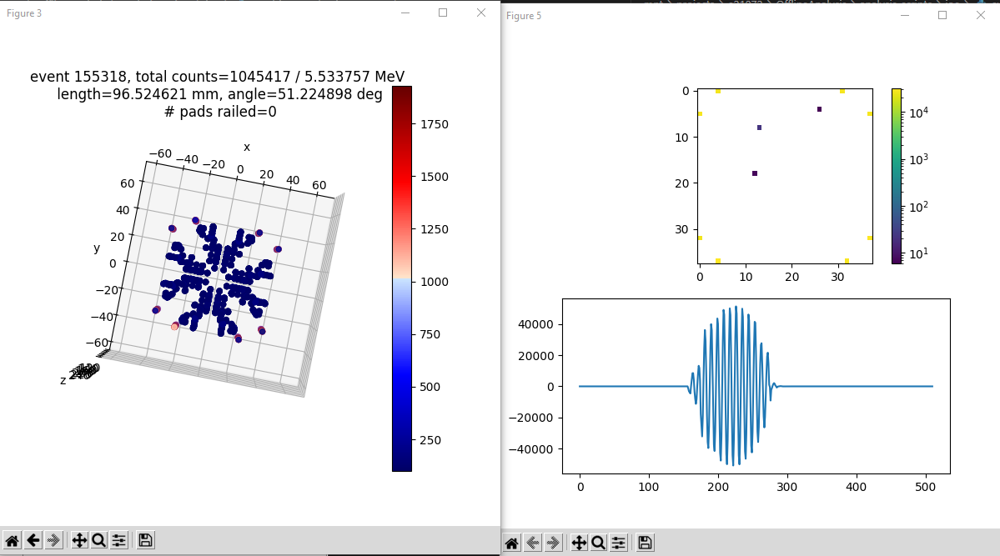 Figure 3
event 155318, total counts=1045417 / 5.533757 MeV
length=96.524621 mm, angle=51.224898 deg
# pads railed=0
x
−60 −40 −20 0 20 40 60
y
60
40
20
0
−20
−40
−60
z
240
1750
1500
1250
1000
750
500
250
Figure 5
0
10
20
30
0 10 20 30
10⁴
10³
10²
10¹
40000
20000
0
−20000
−40000
0 100 200 300 400 500